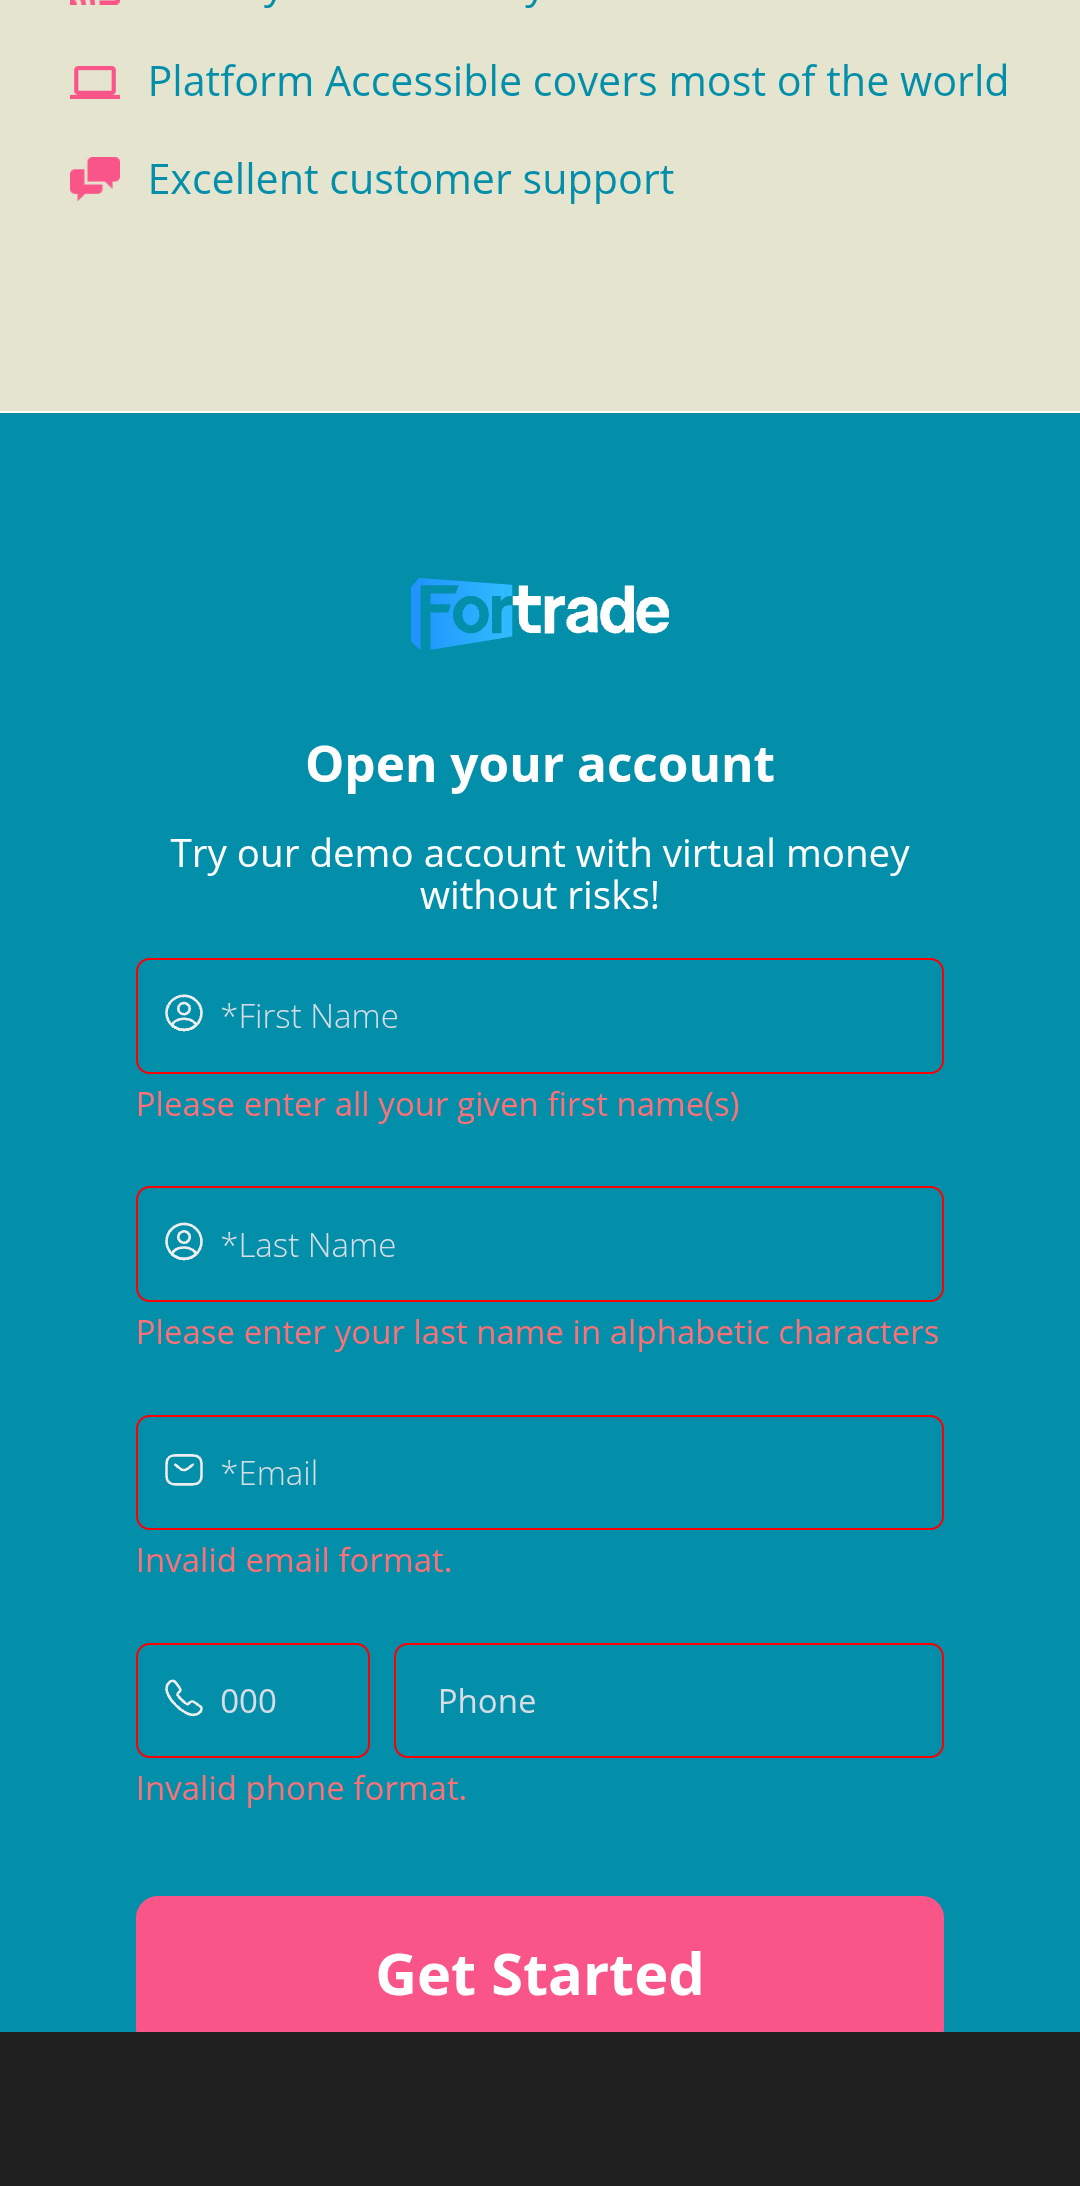 Platform Accessible covers most of the world
Excellent customer support
Fortrade
Open your account
Try our demo account with virtual money
without risks!
*First Name
Please enter all your given first name(s)
*Last Name
Please enter your last name in alphabetic characters
*Email
Invalid email format.
000 Phone
Invalid phone format.
Get Started